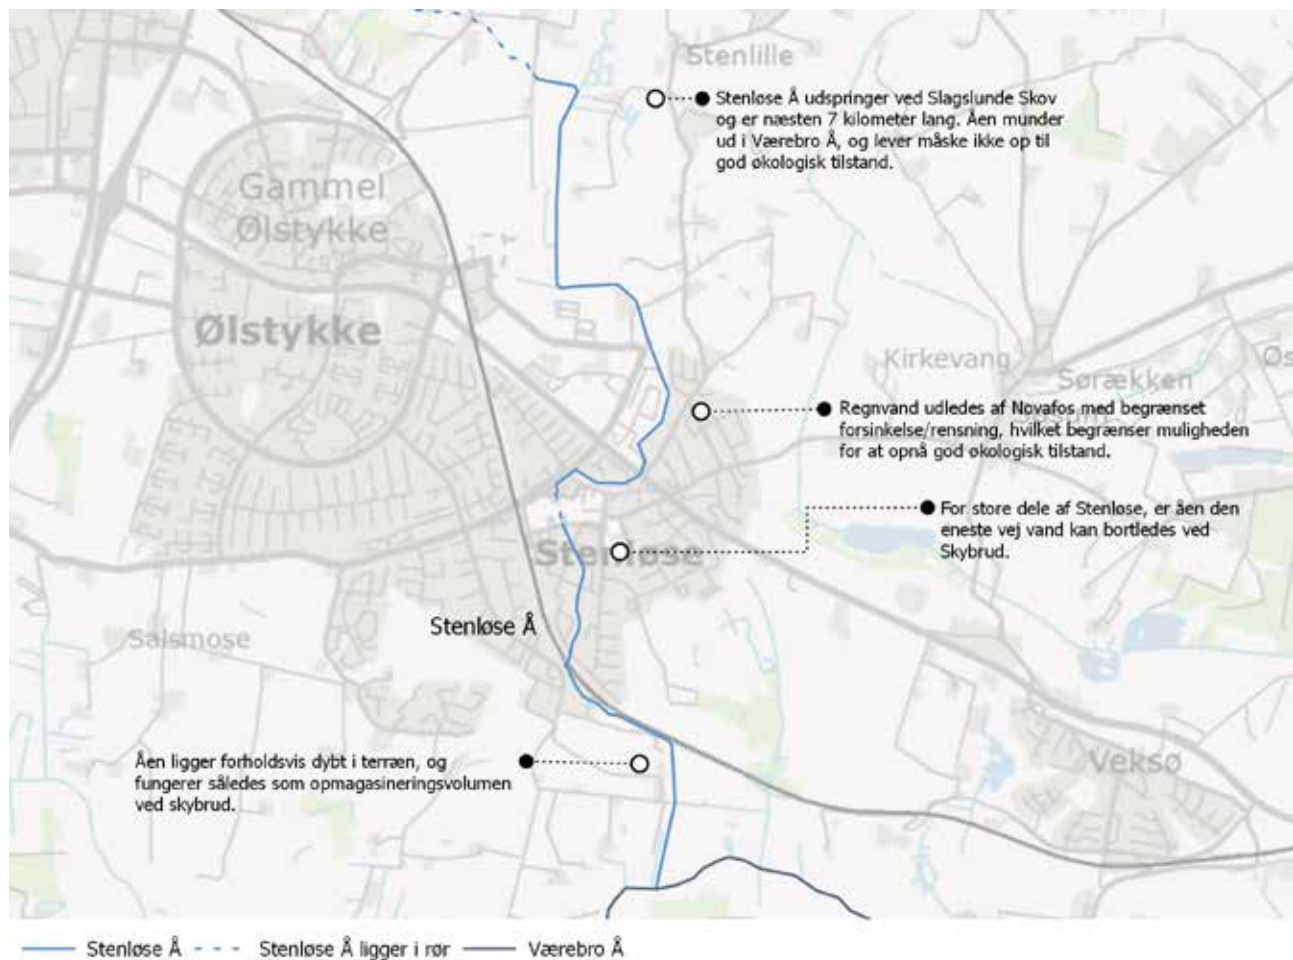 Stenlille
Stenløse Å udspringer ved Slagslunde Skov
og er næsten 7 kilometer lang. Åen munder
ud i Værebro Å, og lever måske ikke op til
god økologisk tilstand.
Gammel
Ølstykke
Ølstykke
Kirkevang
Sørækken
Regnvand udledes af Novafos med begrænset
forsinkelse/rensning, hvilket begrænser muligheden
for at opnå god økologisk tilstand.
For store dele af Stenløse, er åen den
eneste vej vand kan bortledes ved
Skybrud.
Stenløse
Stenløse Å
Salsmose
Veksø
Åen ligger forholdsvis dybt i terræn, og
fungerer således som opmagasineringsvolumen
ved skybrud.
Stenløse Å Stenløse Å ligger i rør Værebro Å